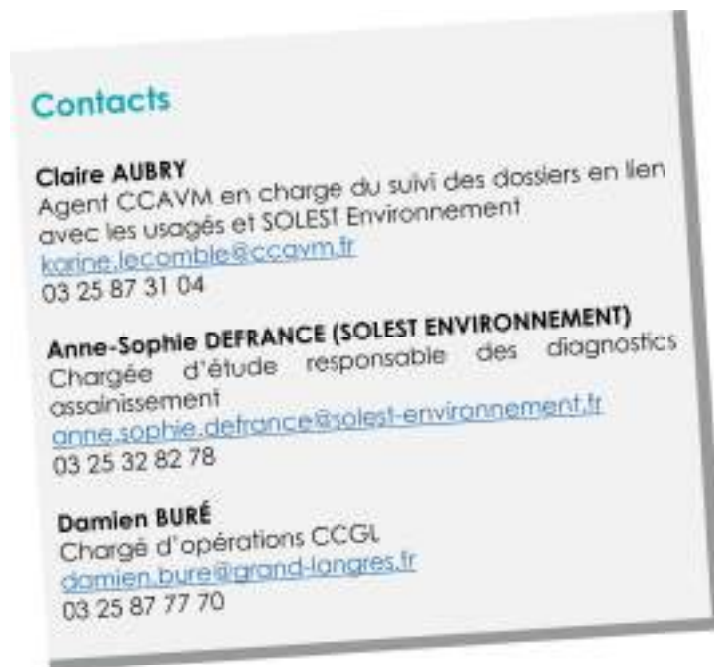 Contacts
Claire AUBRY
Agent CCAVM en charge du suivi des dossiers en lien
avec les usagés et SOLEST Environnement
karine.lecomble@ccavm.fr
03 25 87 31 04
Anne-Sophie DEFRANCE (SOLEST ENVIRONNEMENT)
Chargée d'étude responsable des diagnostics
assainissement
anne.sophie.defrance@solest-environnement.fr
03 25 32 82 78
Damien BURÉ
Chargé d'opérations CCGL
damien.bure@grand-langres.fr
03 25 87 77 70